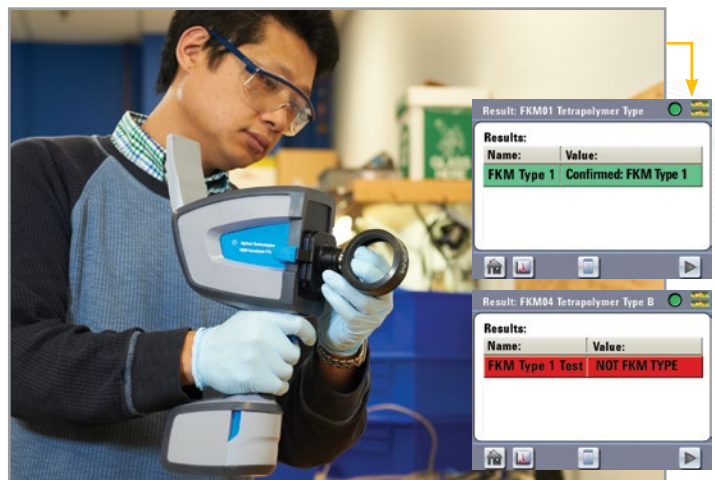 Result: FKM01 Tetrapolymer Type
Results:
Name: Value:
FKM Type 1 Confirmed: FKM Type 1
Result: FKM04 Tetrapolymer Type B
Results:
Name: Value:
FKM Type 1 Test NOT FKM TYPE
Agilent Technologies